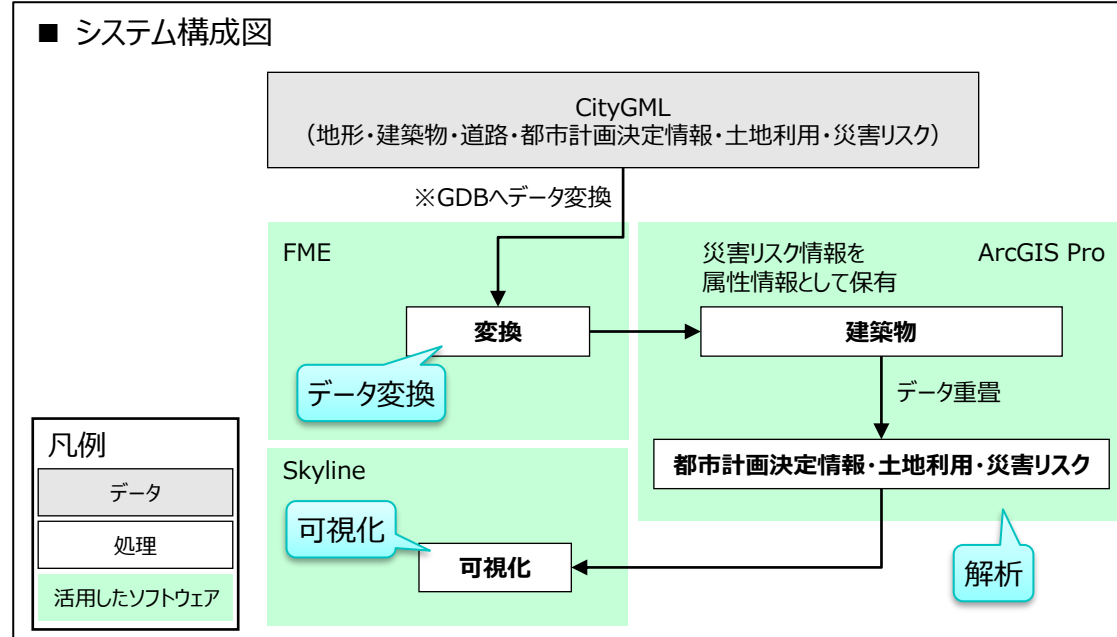 ■ システム構成図
CityGML
（地形・建築物・道路・都市計画決定情報・土地利用・災害リスク）
※GDBへデータ変換
FME
変換
データ変換
災害リスク情報を
属性情報として保有
ArcGIS Pro
建築物
データ重畳
都市計画決定情報・土地利用・災害リスク
解析
Skyline
可視化
可視化
凡例
データ
処理
活用したソフトウェア